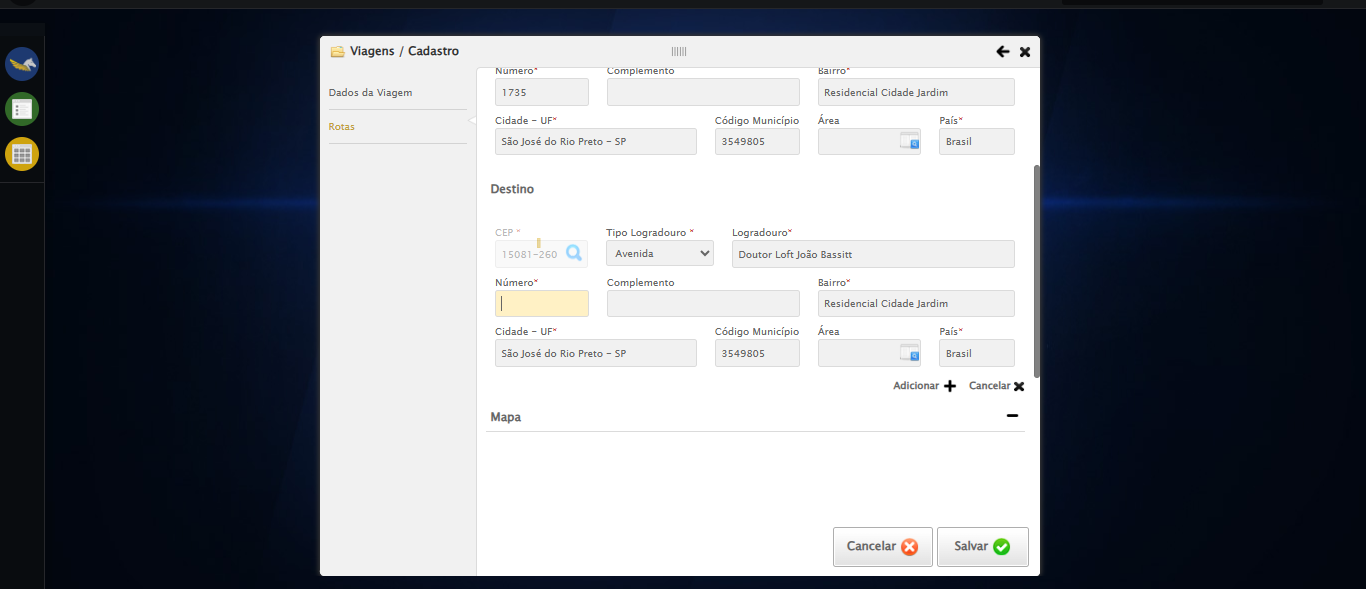 Viagens / Cadastro
Dados da Viagem
Rotas
Número* Complemento Bairro*
1735 Residencial Cidade Jardim
Cidade - UF* Código Município Área País*
São José do Rio Preto - SP 3549805 Brasil
Destino
CEP * Tipo Logradouro * Logradouro*
15081-260 Avenida Doutor Loft João Bassitt
Número* Complemento Bairro*
Residencial Cidade Jardim
Cidade - UF* Código Município Área País*
São José do Rio Preto - SP 3549805 Brasil
Adicionar Cancelar
Mapa
Cancelar Salvar